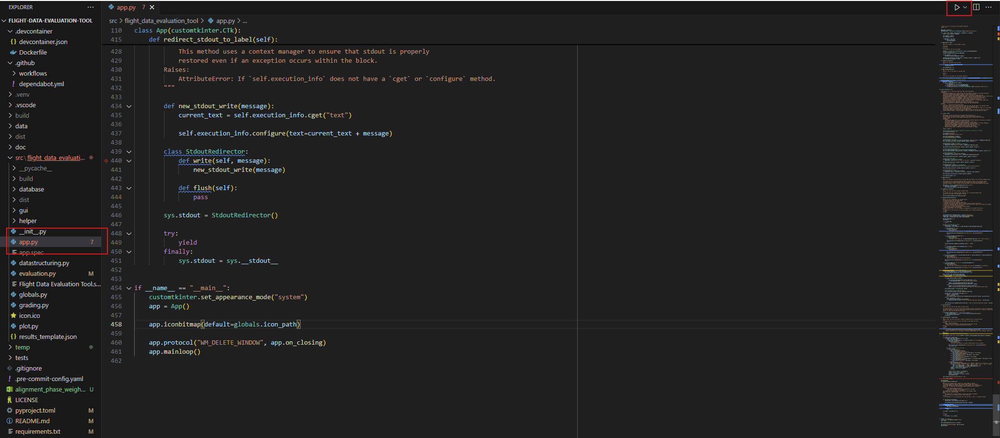 EXPLORER
FLIGHT-DATA-EVALUATION-TOOL
.devcontainer
devcontainer.json
Dockerfile
.github
workflows
dependabot.yml
.venv
.vscode
build
data
dist
doc
src\flight_data_evaluati...
__pycache__
build
database
dist
gui
helper
__init__.py
app.py 7
app.spec
datastructuring.py
evaluation.py M
Flight Data Evaluation Tool.s...
globals.py
grading.py
icon.ico
plot.py
results_template.json
temp
tests
.gitignore
.pre-commit-config.yaml
alignment_phase_weigh... U
LICENSE
pyproject.toml M
README.md M
requirements.txt M
app.py 7
src > flight_data_evaluation_tool > app.py > ...
110 class App(customtkinter.CTk):
415 def redirect_stdout_to_label(self):
428 This method uses a context manager to ensure that stdout is properly
429 restored even if an exception occurs within the block.
430 Raises:
431 AttributeError: If `self.execution_info` does not have a `cget` or `configure` method.
432 """
433
434 def new_stdout_write(message):
435 current_text = self.execution_info.cget("text")
436
437 self.execution_info.configure(text=current_text + message)
438
439 class StdoutRedirector:
440 def write(self, message):
441 new_stdout_write(message)
442
443 def flush(self):
444 pass
445
446 sys.stdout = StdoutRedirector()
447
448 try:
449 yield
450 finally:
451 sys.stdout = sys.__stdout__
452
453
454 if __name__ == "__main__":
455 customtkinter.set_appearance_mode("system")
456 app = App()
457
458 app.iconbitmap(default=globals.icon_path)
459
460 app.protocol("WM_DELETE_WINDOW", app.on_closing)
461 app.mainloop()
462